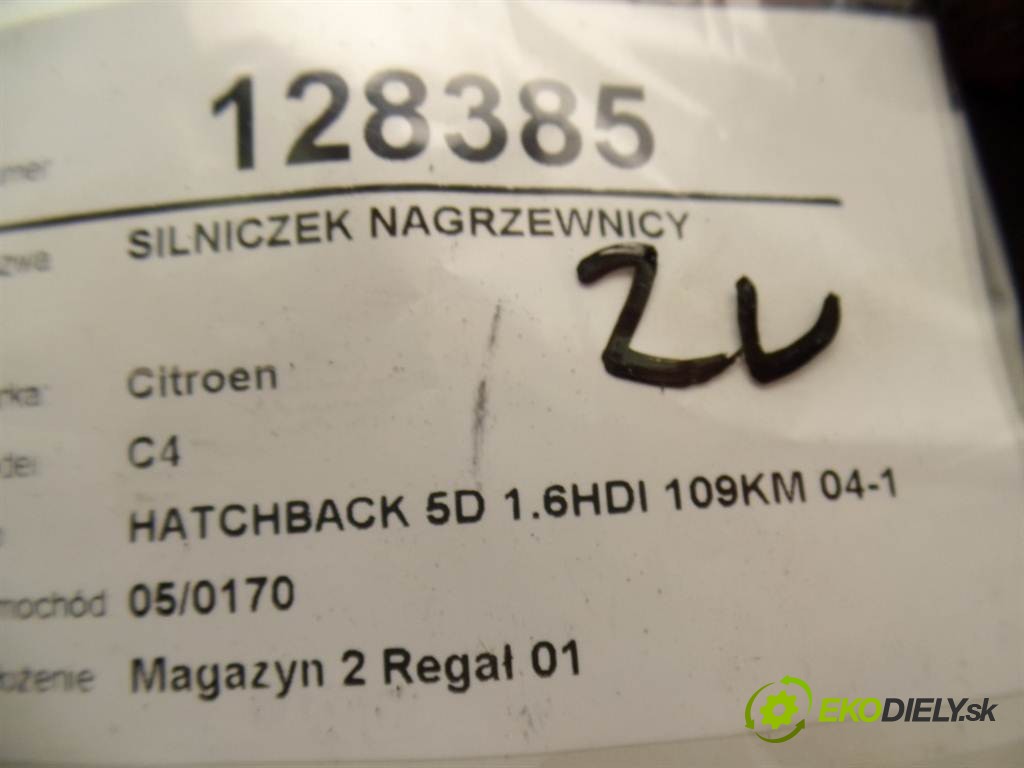 128385
SILNICZEK NAGRZEWNICY
Citroen
C4
HATCHBACK 5D 1.6HDI 109KM 04-1
05/0170
Magazyn 2 Regał 01
EKODIELY.sk